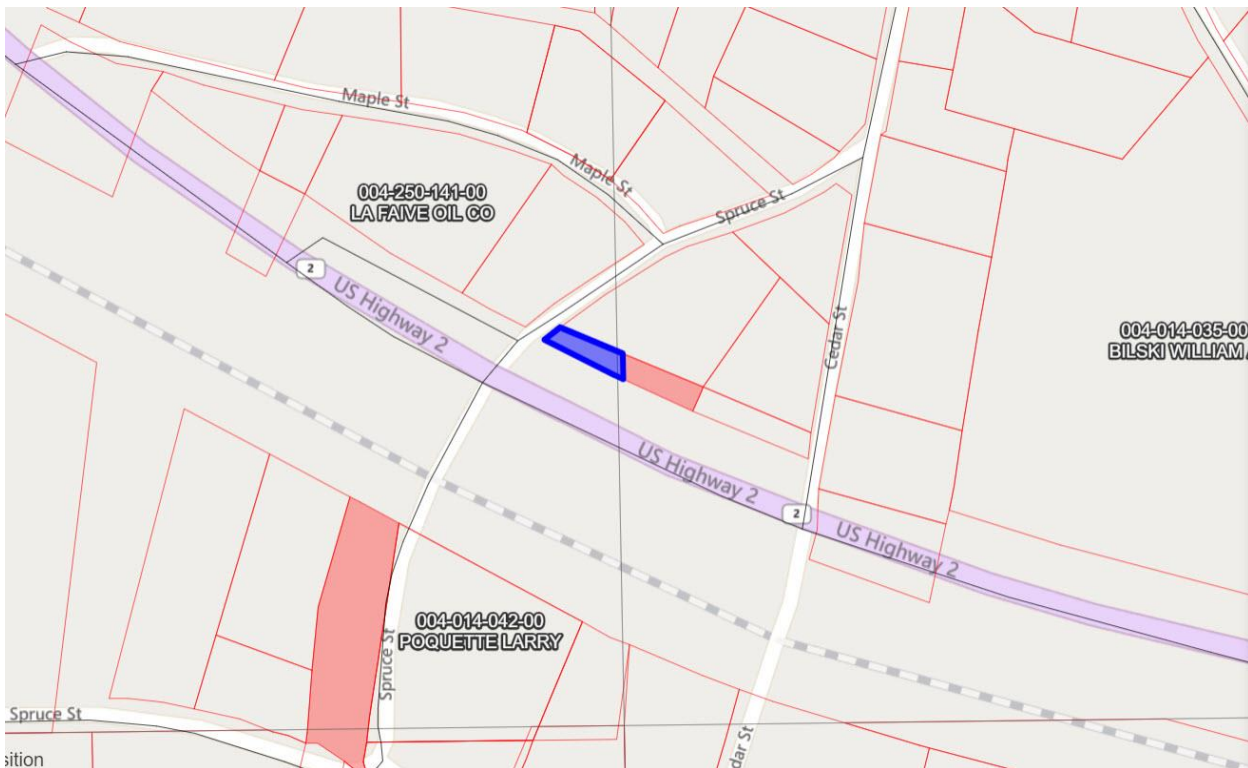 Maple St
Maple St
004-250-141-00
LA FAIVE OIL CO
Spruce St
2
US Highway 2
Cedar St
004-014-035-00
BILSKI WILLIAM A
US Highway 2
2
US Highway 2
004-014-042-00
POQUETTE LARRY
Spruce St
Spruce St
dar St
sition